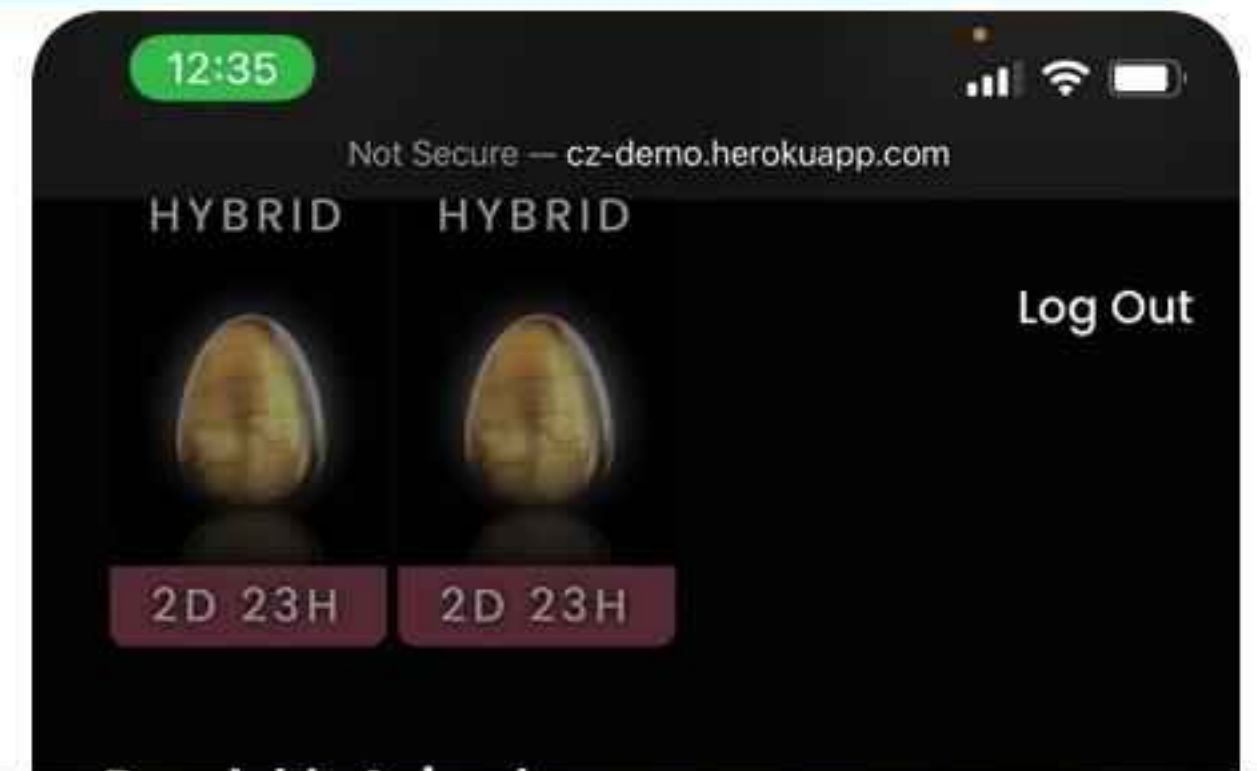 12:35
Not Secure — cz-demo.herokuapp.com
HYBRID HYBRID
Log Out
2D 23H 2D 23H